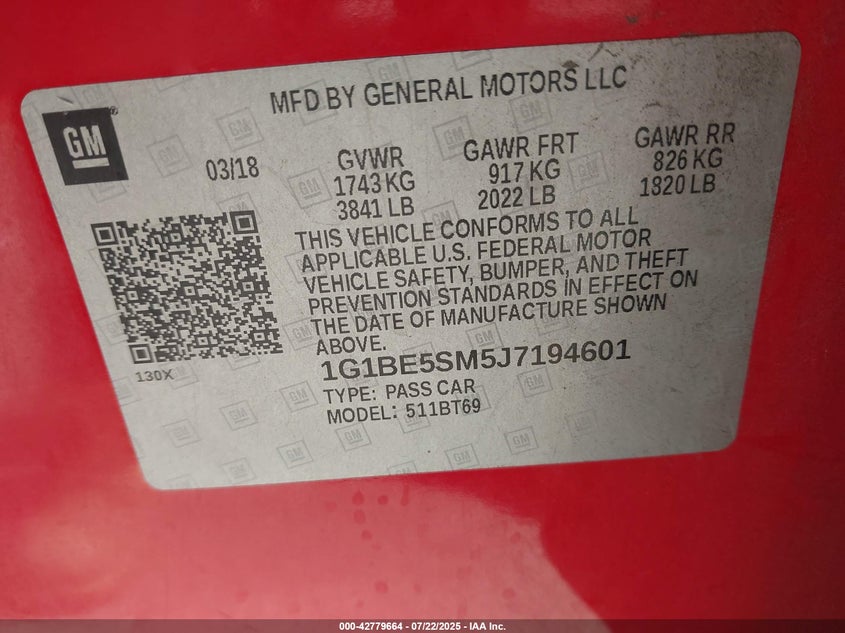 MFD BY GENERAL MOTORS LLC
GM
03/18
GVWR
1743 KG
3841 LB
GAWR FRT
917 KG
2022 LB
GAWR RR
826 KG
1820 LB
THIS VEHICLE CONFORMS TO ALL
APPLICABLE U.S. FEDERAL MOTOR
VEHICLE SAFETY, BUMPER, AND THEFT
PREVENTION STANDARDS IN EFFECT ON
THE DATE OF MANUFACTURE SHOWN
ABOVE.
130X
1G1BE5SM5J7194601
TYPE: PASS CAR
MODEL: 511BT69
000-42779664 | 07/22/2025 | IAA Inc.